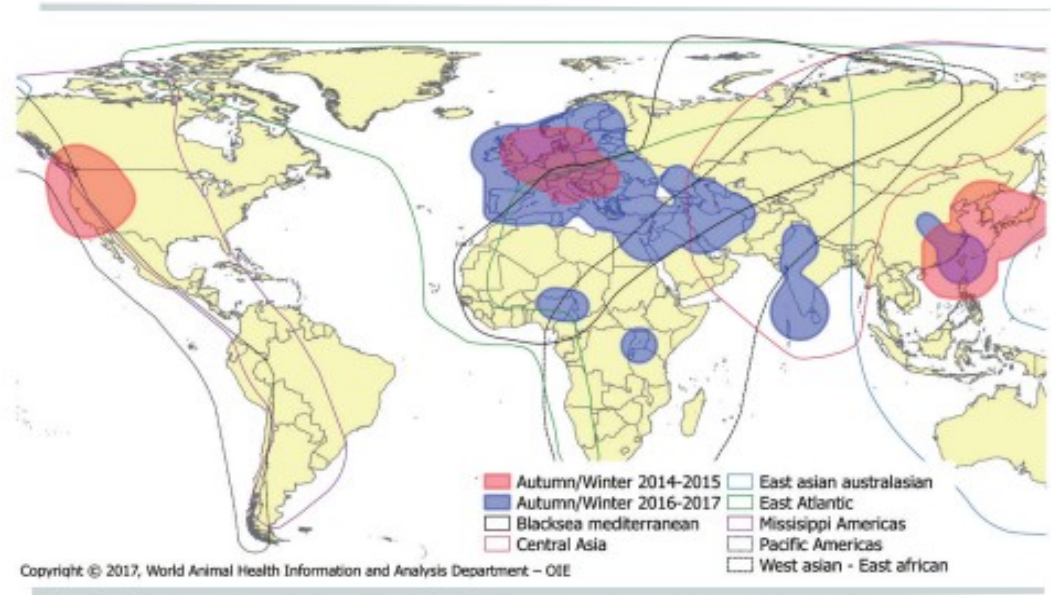 Autumn/Winter 2014-2015
Autumn/Winter 2016-2017
Blacksea mediterranean
Central Asia
East asian australasian
East Atlantic
Missisippi Americas
Pacific Americas
West asian - East african
Copyright © 2017, World Animal Health Information and Analysis Department – OIE